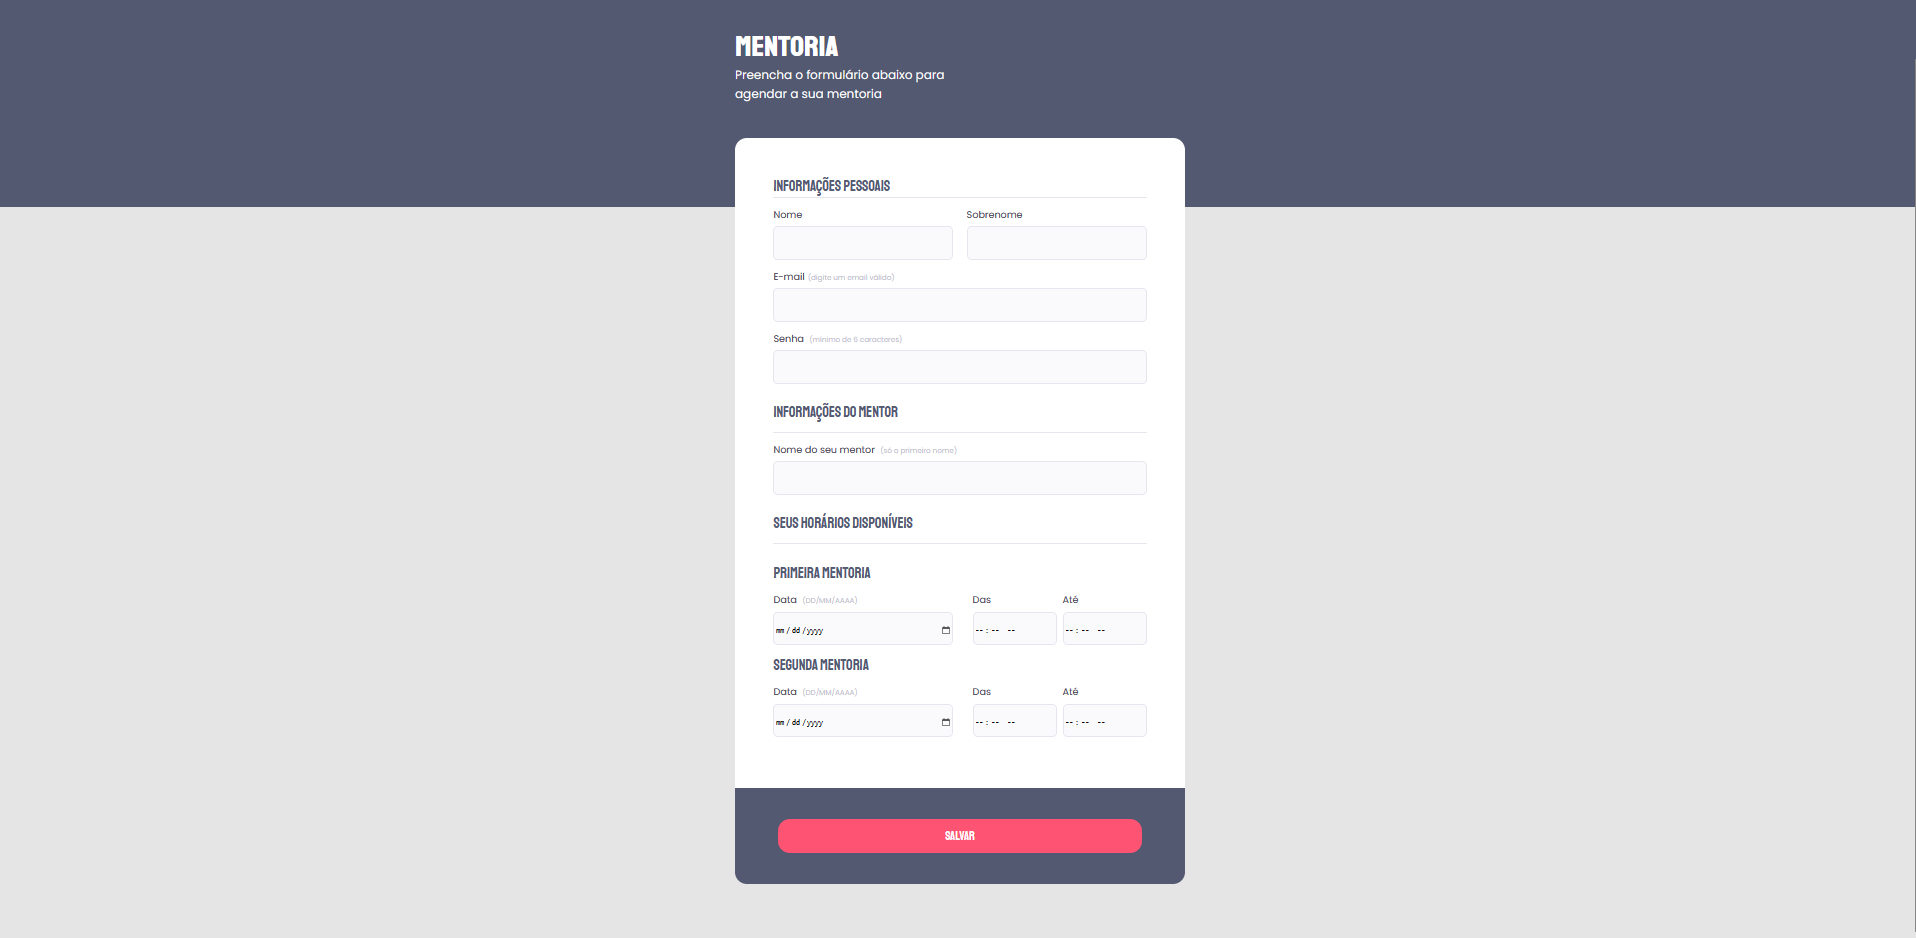 MENTORIA
Preencha o formulário abaixo para
agendar a sua mentoria
INFORMAÇÕES PESSOAIS
Nome Sobrenome
E-mail (digite um email válido)
Senha (mínimo de 6 caracteres)
INFORMAÇÕES DO MENTOR
Nome do seu mentor (só o primeiro nome)
SEUS HORÁRIOS DISPONÍVEIS
PRIMEIRA MENTORIA
Data (DD/MM/AAAA) Das Até
mm/dd/yyyy --:-- -- --:-- --
SEGUNDA MENTORIA
Data (DD/MM/AAAA) Das Até
mm/dd/yyyy --:-- -- --:-- --
SALVAR